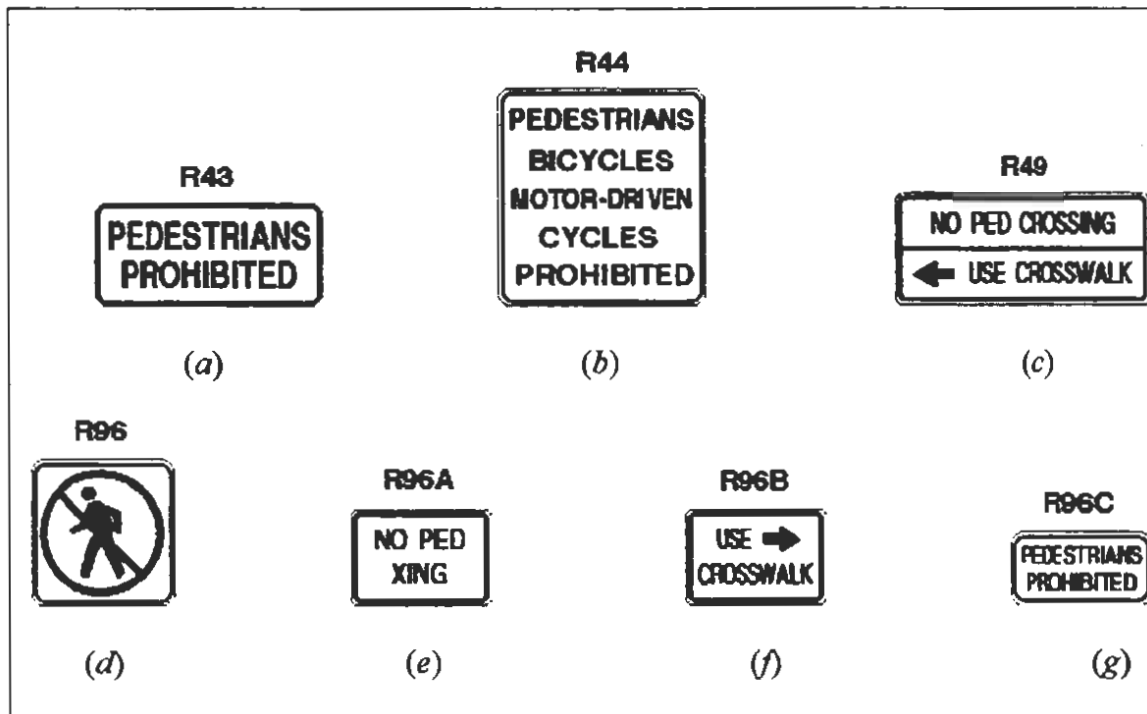 R43
PEDESTRIANS
PROHIBITED
(a)
R44
PEDESTRIANS
BICYCLES
MOTOR-DRIVEN
CYCLES
PROHIBITED
(b)
R49
NO PED CROSSING
← USE CROSSWALK
(c)
R96
(d)
R96A
NO PED
XING
(e)
R96B
USE →
CROSSWALK
(f)
R96C
PEDESTRIANS
PROHIBITED
(g)